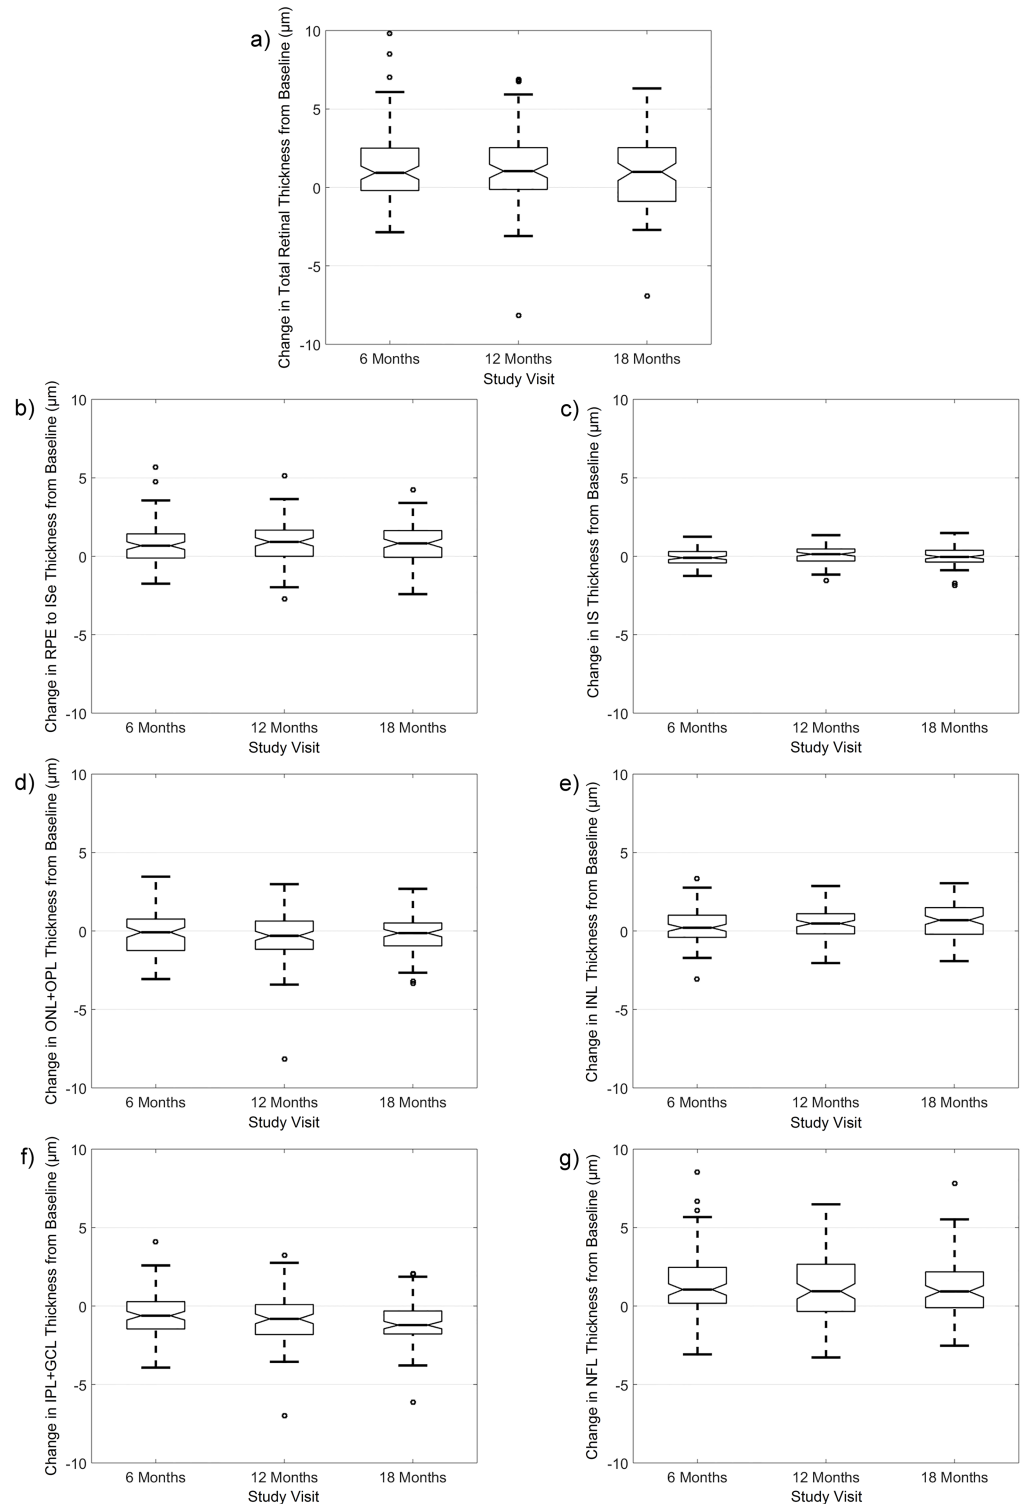 a)
Change in Total Retinal Thickness from Baseline (µm)
10
5
0
-5
-10
6 Months 12 Months 18 Months
Study Visit
b)
Change in RPE to ISe Thickness from Baseline (µm)
10
5
0
-5
-10
6 Months 12 Months 18 Months
Study Visit
c)
Change in IS Thickness from Baseline (µm)
10
5
0
-5
-10
6 Months 12 Months 18 Months
Study Visit
d)
Change in ONL+OPL Thickness from Baseline (µm)
10
5
0
-5
-10
6 Months 12 Months 18 Months
Study Visit
e)
Change in INL Thickness from Baseline (µm)
10
5
0
-5
-10
6 Months 12 Months 18 Months
Study Visit
f)
Change in IPL+GCL Thickness from Baseline (µm)
10
5
0
-5
-10
6 Months 12 Months 18 Months
Study Visit
g)
Change in NFL Thickness from Baseline (µm)
10
5
0
-5
-10
6 Months 12 Months 18 Months
Study Visit